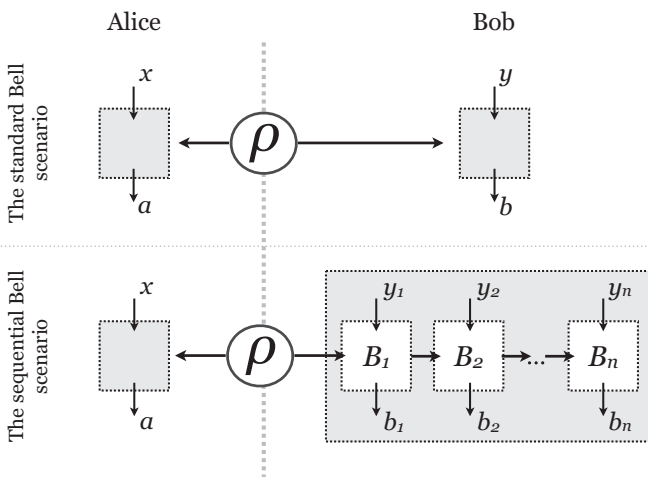 Alice
Bob
The standard Bell
scenario
x
y
ρ
a
b
The sequential Bell
scenario
x
y1
y2
yn
ρ
B1
B2
...
Bn
a
b1
b2
bn